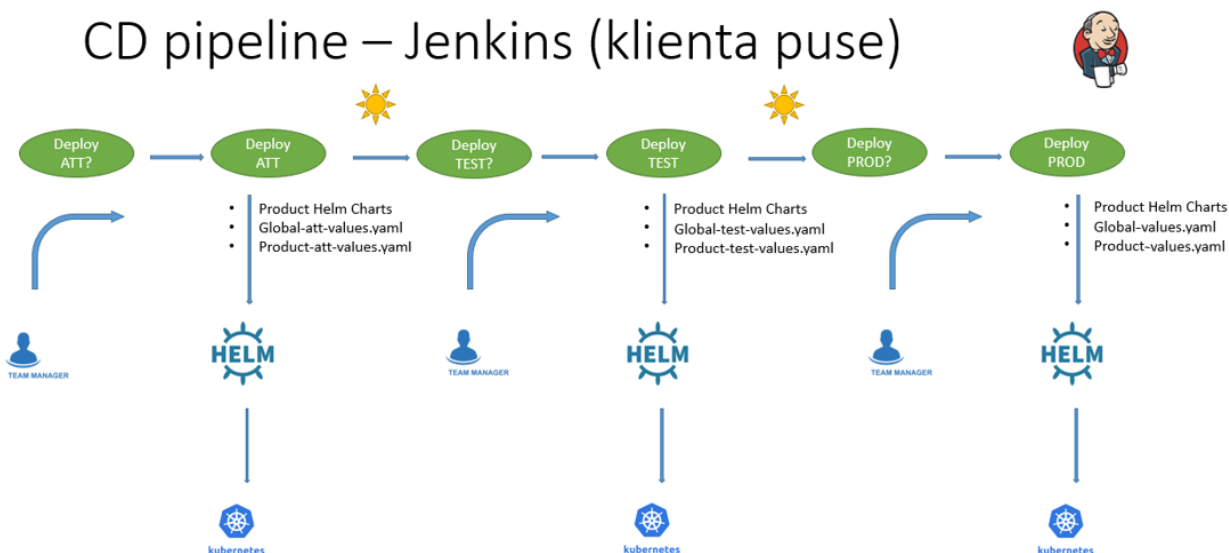 CD pipeline – Jenkins (klienta puse)
Deploy
ATT?
Deploy
ATT
Deploy
TEST?
Deploy
TEST
Deploy
PROD?
Deploy
PROD
• Product Helm Charts
• Global-att-values.yaml
• Product-att-values.yaml
• Product Helm Charts
• Global-test-values.yaml
• Product-test-values.yaml
• Product Helm Charts
• Global-values.yaml
• Product-values.yaml
TEAM MANAGER
HELM
TEAM MANAGER
HELM
TEAM MANAGER
HELM
kubernetes
kubernetes
kubernetes